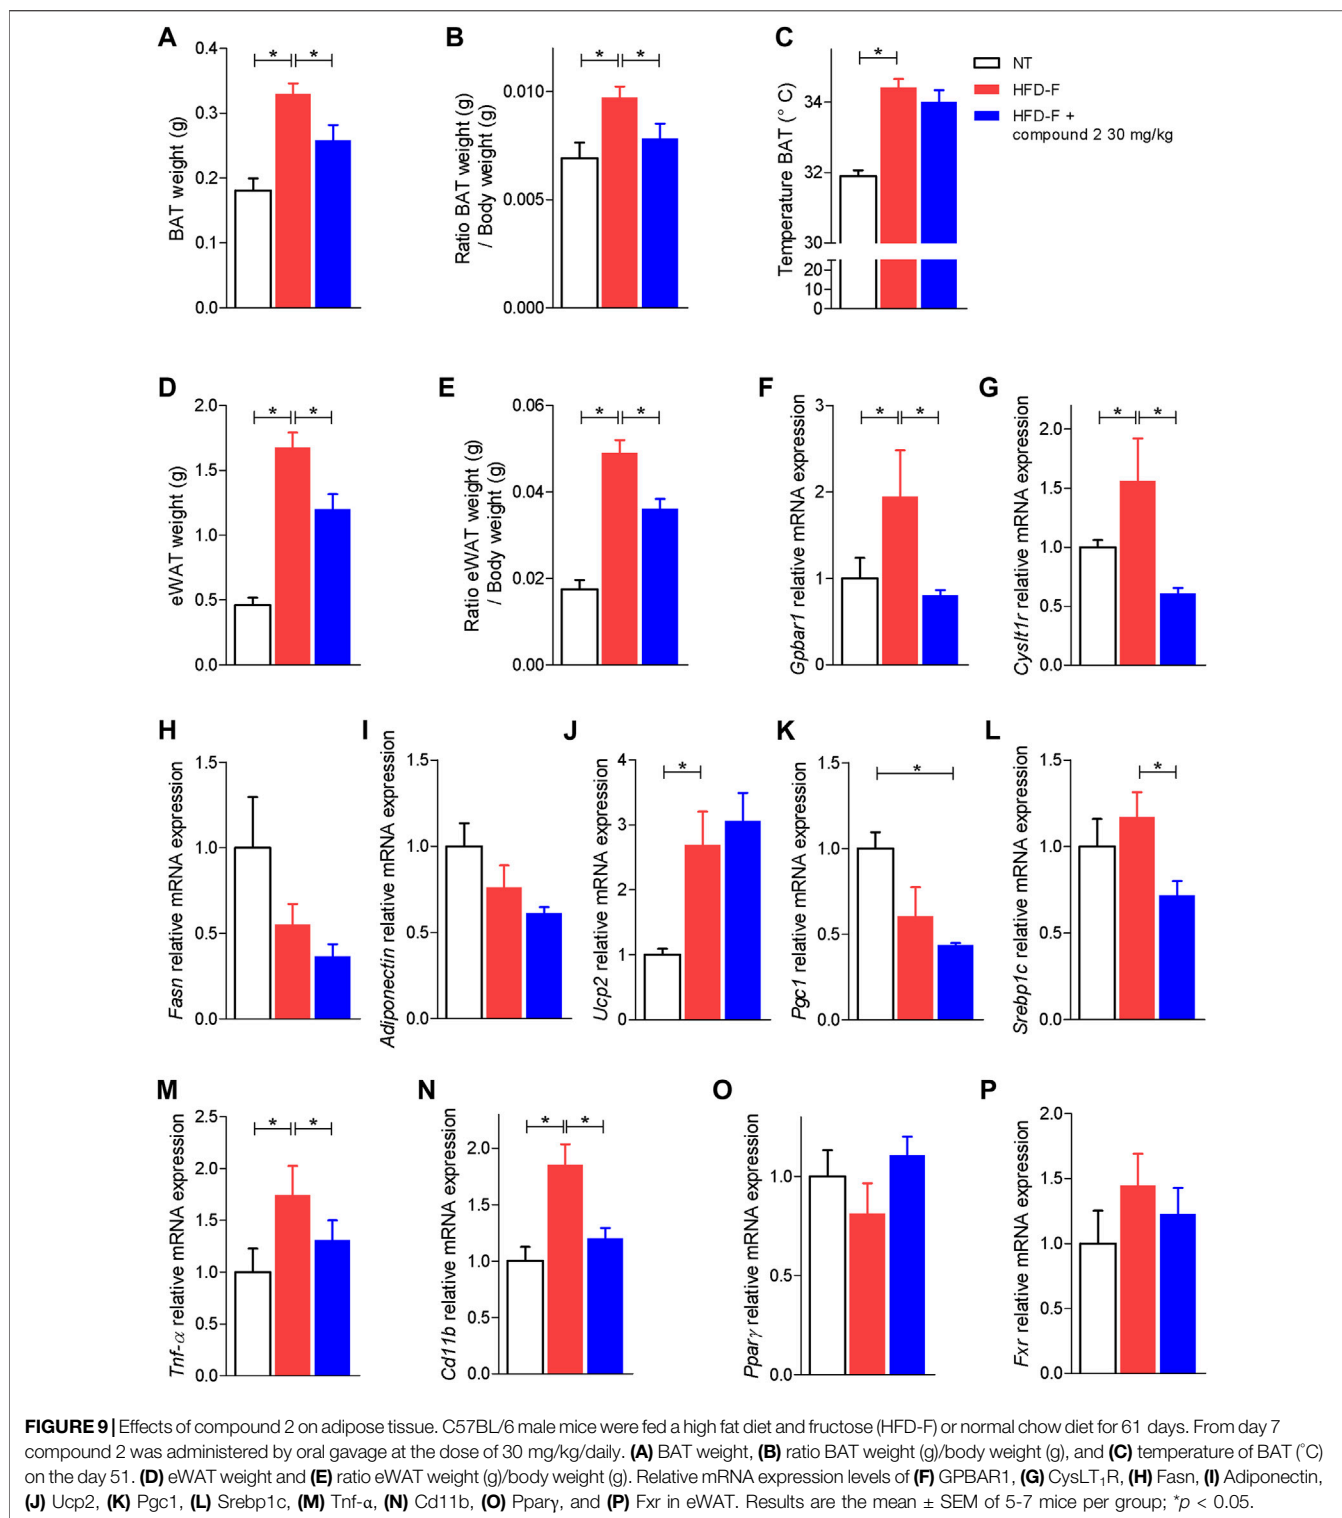 A
B
C
BAT weight (g)
0.4
0.3
0.2
0.1
0.0
* *
Ratio BAT weight (g)
/ Body weight (g)
0.010
0.005
0.000
* *
Temperature BAT (° C)
34
32
30
20
10
0
*
NT
HFD-F
HFD-F +
compound 2 30 mg/kg
D
E
F
G
eWAT weight (g)
2.0
1.5
1.0
0.5
0.0
* *
Ratio eWAT weight (g)
/ Body weight (g)
0.06
0.04
0.02
0.00
* *
Gpbar1 relative mRNA expression
3
2
1
0
* *
Cyslt1r relative mRNA expression
2.0
1.5
1.0
0.5
0.0
* *
H
I
J
K
L
Fasn relative mRNA expression
1.5
1.0
0.5
0.0
Adiponectin relative mRNA expression
1.5
1.0
0.5
0.0
Ucp2 relative mRNA expression
4
3
2
1
0
*
Pgc1 relative mRNA expression
1.5
1.0
0.5
0.0
*
Srebp1c relative mRNA expression
1.5
1.0
0.5
0.0
*
M
N
O
P
Tnf-α relative mRNA expression
2.5
2.0
1.5
1.0
0.5
0.0
* *
Cd11b relative mRNA expression
2.0
1.5
1.0
0.5
0.0
* *
Pparγ relative mRNA expression
1.0
0.5
0.0
Fxr relative mRNA expression
2.0
1.5
1.0
0.5
0.0
FIGURE 9 | Effects of compound 2 on adipose tissue. C57BL/6 male mice were fed a high fat diet and fructose (HFD-F) or normal chow diet for 61 days. From day 7
compound 2 was administered by oral gavage at the dose of 30 mg/kg/daily. (A) BAT weight, (B) ratio BAT weight (g)/body weight (g), and (C) temperature of BAT (°C)
on the day 51. (D) eWAT weight and (E) ratio eWAT weight (g)/body weight (g). Relative mRNA expression levels of (F) GPBAR1, (G) CysLT₁R, (H) Fasn, (I) Adiponectin,
(J) Ucp2, (K) Pgc1, (L) Srebp1c, (M) Tnf-α, (N) Cd11b, (O) Pparγ, and (P) Fxr in eWAT. Results are the mean ± SEM of 5-7 mice per group; *p < 0.05.